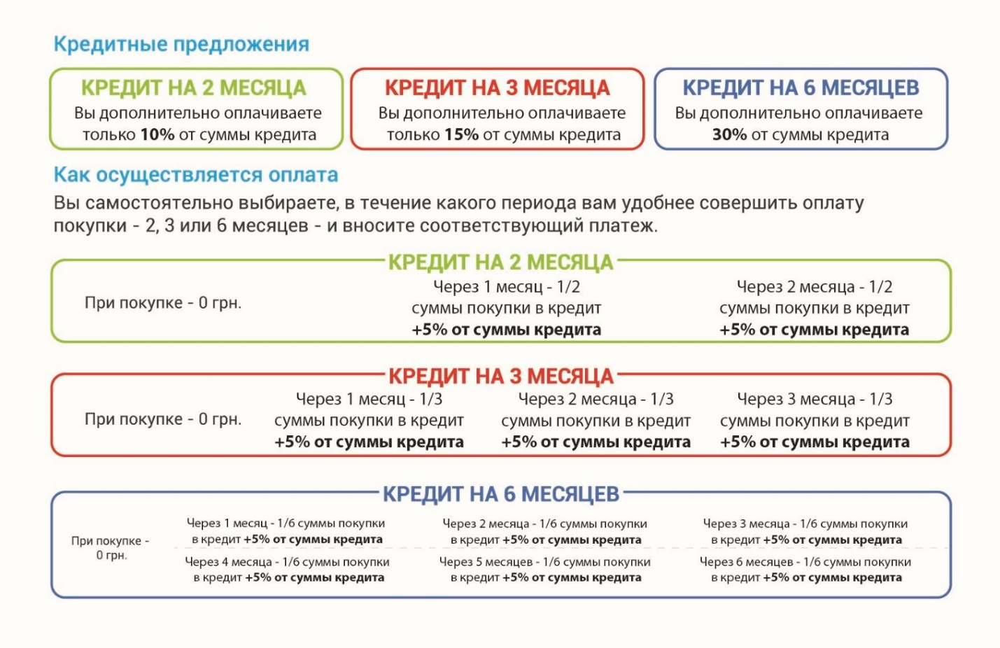 Кредитные предложения
КРЕДИТ НА 2 МЕСЯЦА
Вы дополнительно оплачиваете
только 10% от суммы кредита
КРЕДИТ НА 3 МЕСЯЦА
Вы дополнительно оплачиваете
только 15% от суммы кредита
КРЕДИТ НА 6 МЕСЯЦЕВ
Вы дополнительно оплачиваете
30% от суммы кредита
Как осуществляется оплата
Вы самостоятельно выбираете, в течение какого периода вам удобнее совершить оплату
покупки - 2, 3 или 6 месяцев - и вносите соответствующий платеж.
КРЕДИТ НА 2 МЕСЯЦА
При покупке - 0 грн.
Через 1 месяц - 1/2
суммы покупки в кредит
+5% от суммы кредита
Через 2 месяца - 1/2
суммы покупки в кредит
+5% от суммы кредита
КРЕДИТ НА 3 МЕСЯЦА
При покупке - 0 грн.
Через 1 месяц - 1/3
суммы покупки в кредит
+5% от суммы кредита
Через 2 месяца - 1/3
суммы покупки в кредит
+5% от суммы кредита
Через 3 месяца - 1/3
суммы покупки в кредит
+5% от суммы кредита
КРЕДИТ НА 6 МЕСЯЦЕВ
При покупке -
0 грн.
Через 1 месяц - 1/6 суммы покупки
в кредит +5% от суммы кредита
Через 2 месяца - 1/6 суммы покупки
в кредит +5% от суммы кредита
Через 3 месяца - 1/6 суммы покупки
в кредит +5% от суммы кредита
Через 4 месяца - 1/6 суммы покупки
в кредит +5% от суммы кредита
Через 5 месяцев - 1/6 суммы покупки
в кредит +5% от суммы кредита
Через 6 месяцев - 1/6 суммы покупки
в кредит +5% от суммы кредита